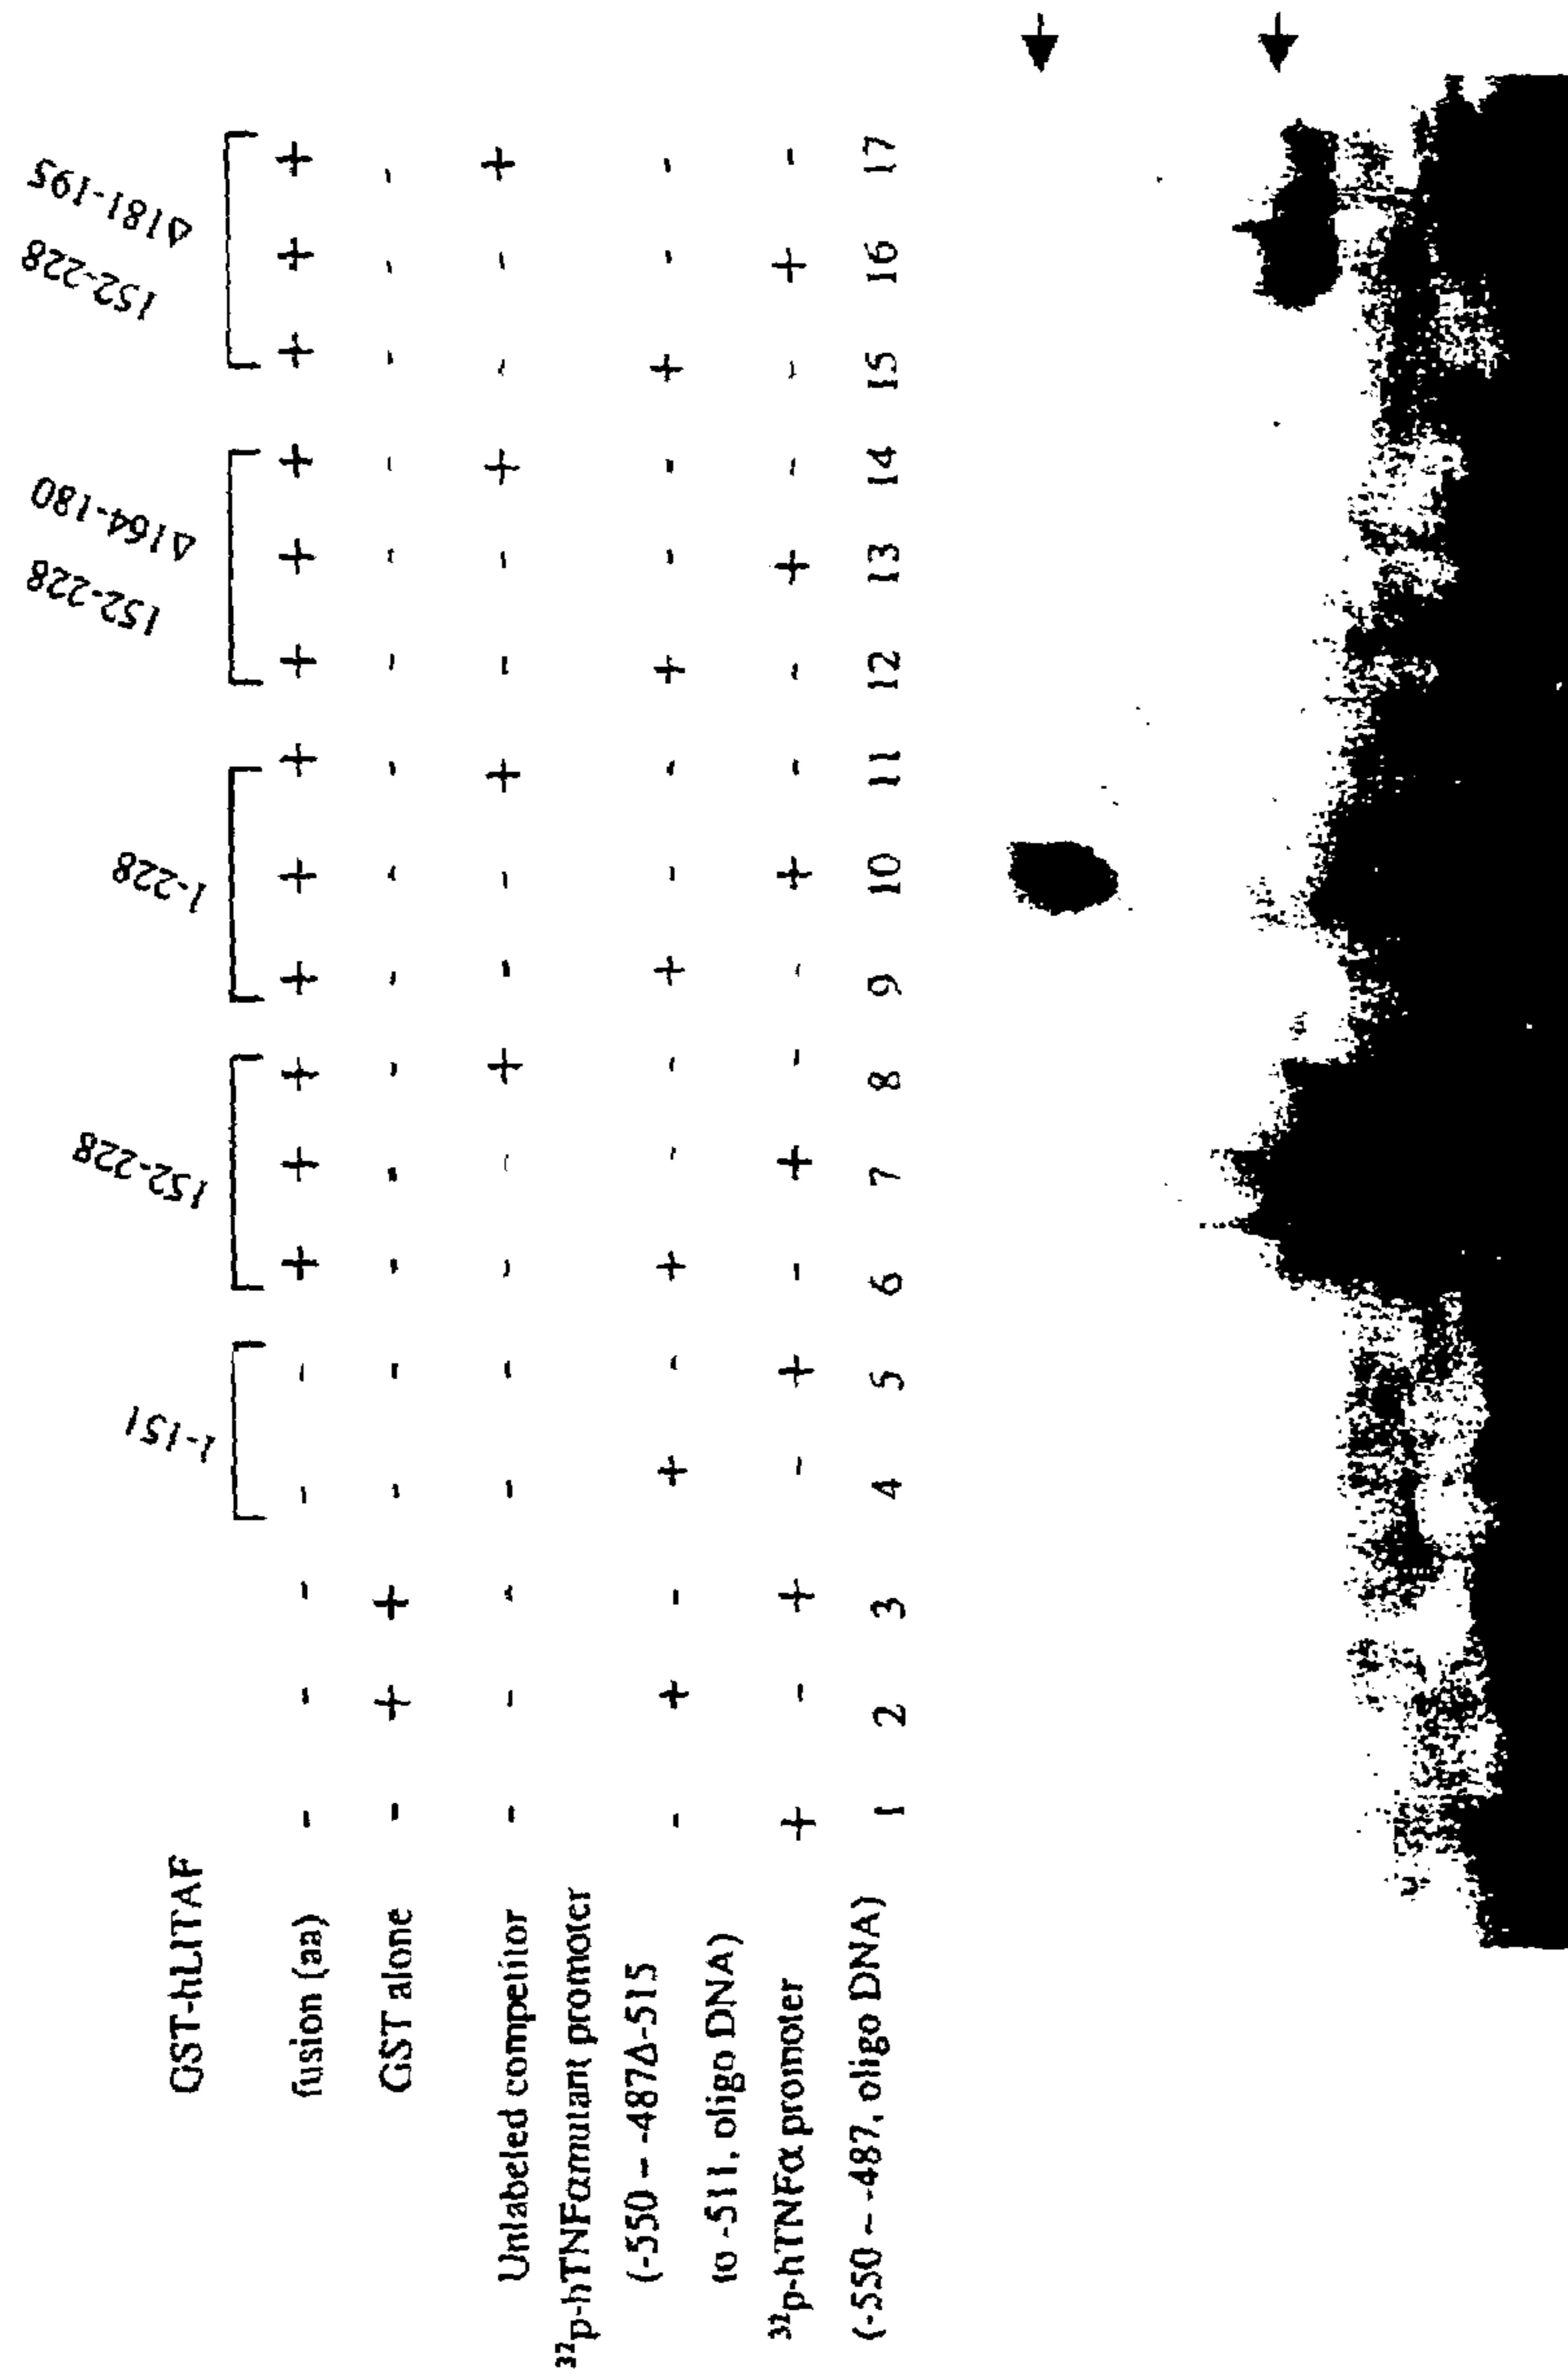 152-228 Δ164-180 152-228 Δ181-195
GST-hLITAF 1-151 152-228 1-228
fusion (aa) - - - - - + + + + + + + + + + + +
GST alone - + + - - - - - - - - - - - - - -
Unlabeled competitor - - - - - - - + - - + - - + - - +
³²p-hTNFαmutant promoter
(-550 – -487Δ-515 - + - + - + - - + - - + - - + - -
to -511, oligo DNA)
³²p-hTNFα promoter + - + - + - + - - + - - + - - + -
(-550 ~ -487, oligo DNA) 1 2 3 4 5 6 7 8 9 10 11 12 13 14 15 16 17